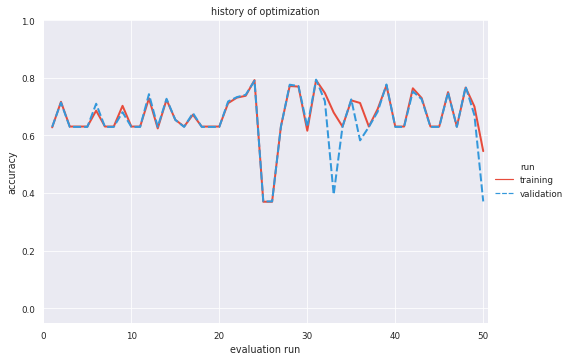 history of optimization
1.0
0.8
0.6
0.4
0.2
0.0
accuracy
0 10 20 30 40 50
evaluation run
run
training
validation